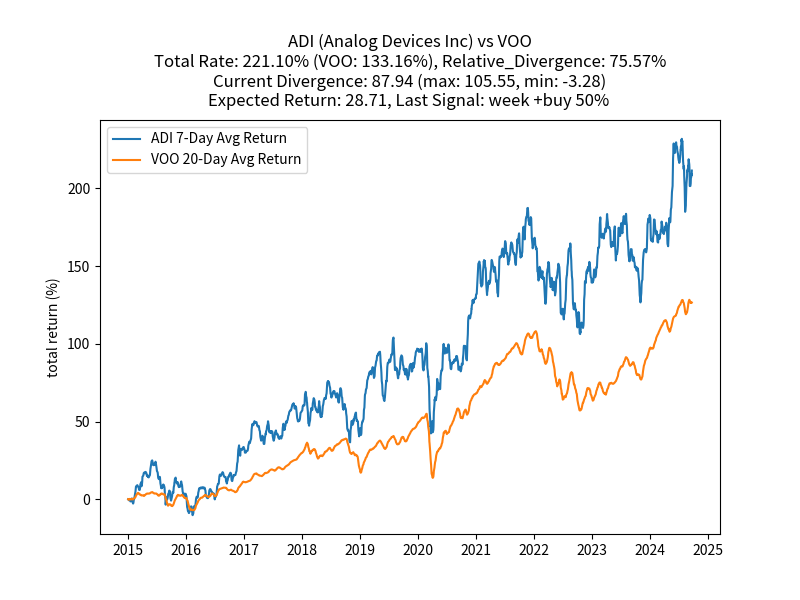 ADI (Analog Devices Inc) vs VOO
Total Rate: 221.10% (VOO: 133.16%), Relative_Divergence: 75.57%
Current Divergence: 87.94 (max: 105.55, min: -3.28)
Expected Return: 28.71, Last Signal: week +buy 50%
ADI 7-Day Avg Return
VOO 20-Day Avg Return
total return (%)
200
150
100
50
0
2015 2016 2017 2018 2019 2020 2021 2022 2023 2024 2025